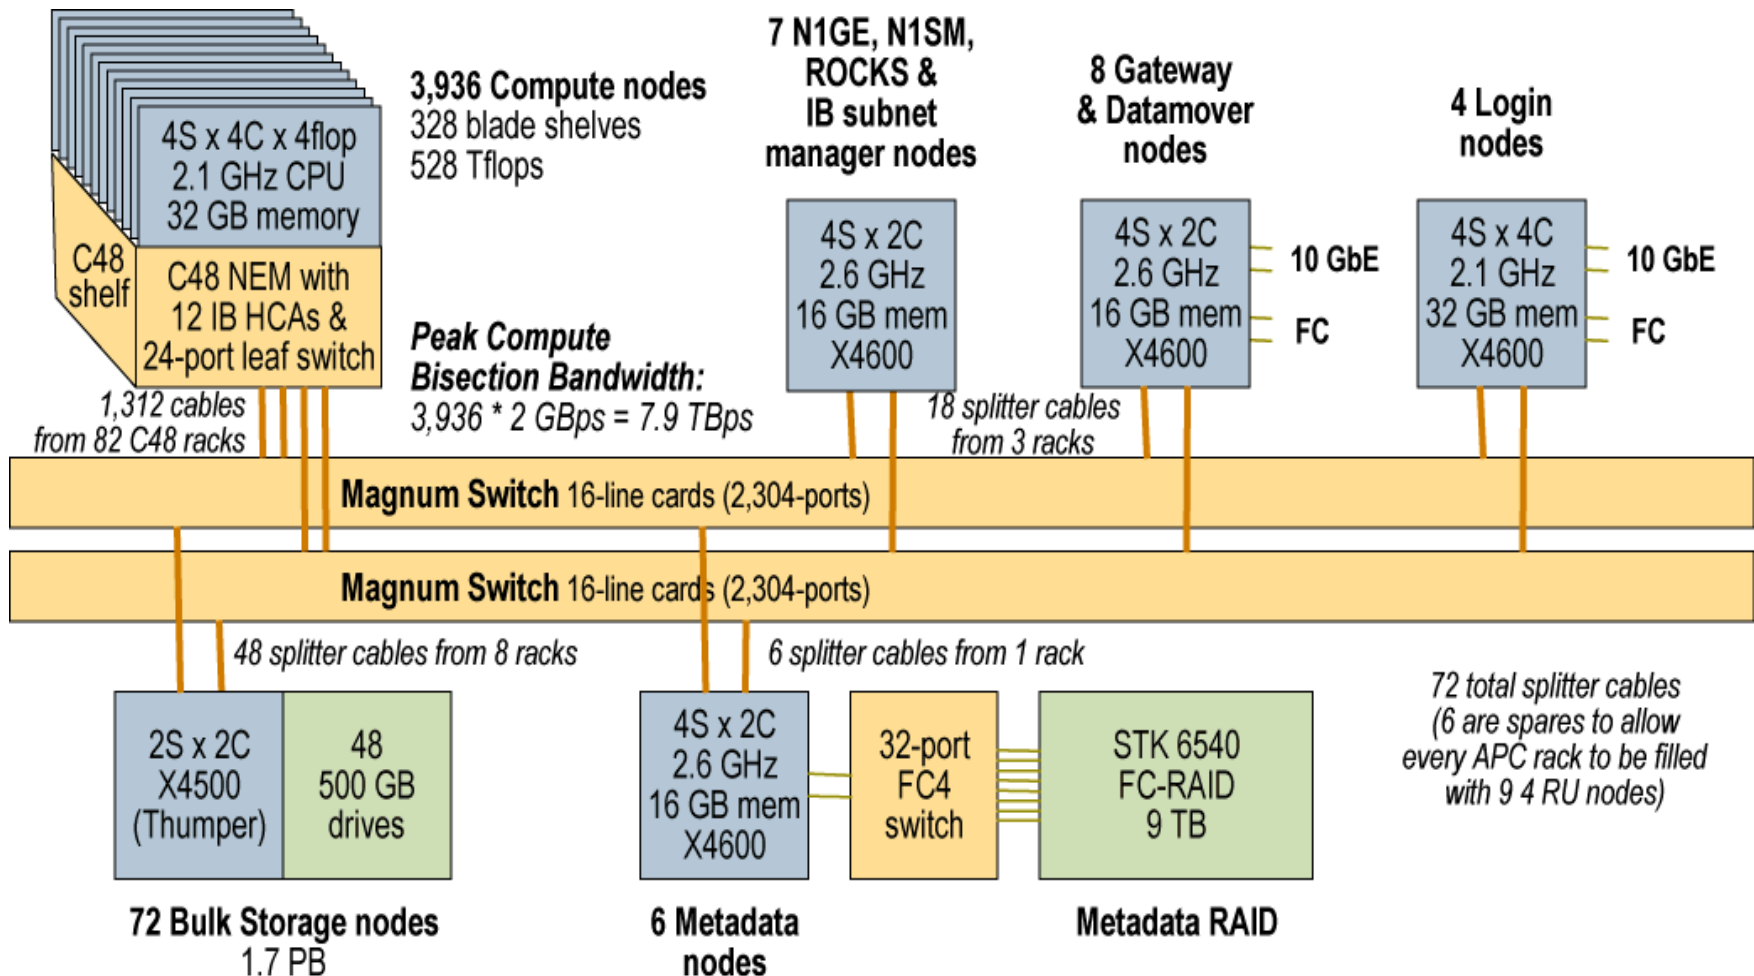 3,936 Compute nodes
328 blade shelves
528 Tflops
4S x 4C x 4flop
2.1 GHz CPU
32 GB memory
C48
shelf
C48 NEM with
12 IB HCAs &
24-port leaf switch
1,312 cables
from 82 C48 racks
Peak Compute
Bisection Bandwidth:
3,936 * 2 GBps = 7.9 TBps
7 N1GE, N1SM,
ROCKS &
IB subnet
manager nodes
4S x 2C
2.6 GHz
16 GB mem
X4600
8 Gateway
& Datamover
nodes
4S x 2C
2.6 GHz
16 GB mem
X4600
10 GbE
FC
4 Login
nodes
4S x 4C
2.1 GHz
32 GB mem
X4600
10 GbE
FC
18 splitter cables
from 3 racks
Magnum Switch 16-line cards (2,304-ports)
Magnum Switch 16-line cards (2,304-ports)
48 splitter cables from 8 racks
6 splitter cables from 1 rack
2S x 2C
X4500
(Thumper)
48
500 GB
drives
72 Bulk Storage nodes
1.7 PB
4S x 2C
2.6 GHz
16 GB mem
X4600
6 Metadata
nodes
32-port
FC4
switch
STK 6540
FC-RAID
9 TB
Metadata RAID
72 total splitter cables
(6 are spares to allow
every APC rack to be filled
with 9 4 RU nodes)